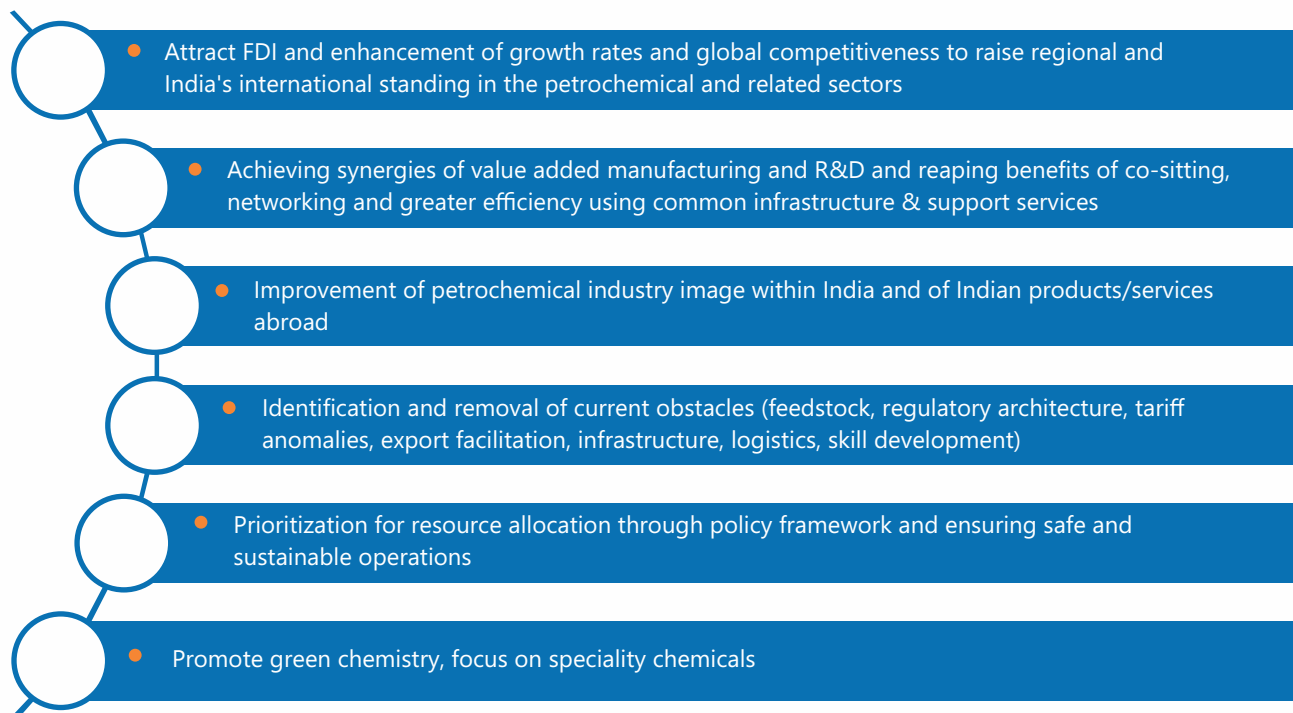 Attract FDI and enhancement of growth rates and global competitiveness to raise regional and
India's international standing in the petrochemical and related sectors
Achieving synergies of value added manufacturing and R&D and reaping benefits of co-sitting,
networking and greater efficiency using common infrastructure & support services
Improvement of petrochemical industry image within India and of Indian products/services
abroad
Identification and removal of current obstacles (feedstock, regulatory architecture, tariff
anomalies, export facilitation, infrastructure, logistics, skill development)
Prioritization for resource allocation through policy framework and ensuring safe and
sustainable operations
Promote green chemistry, focus on speciality chemicals